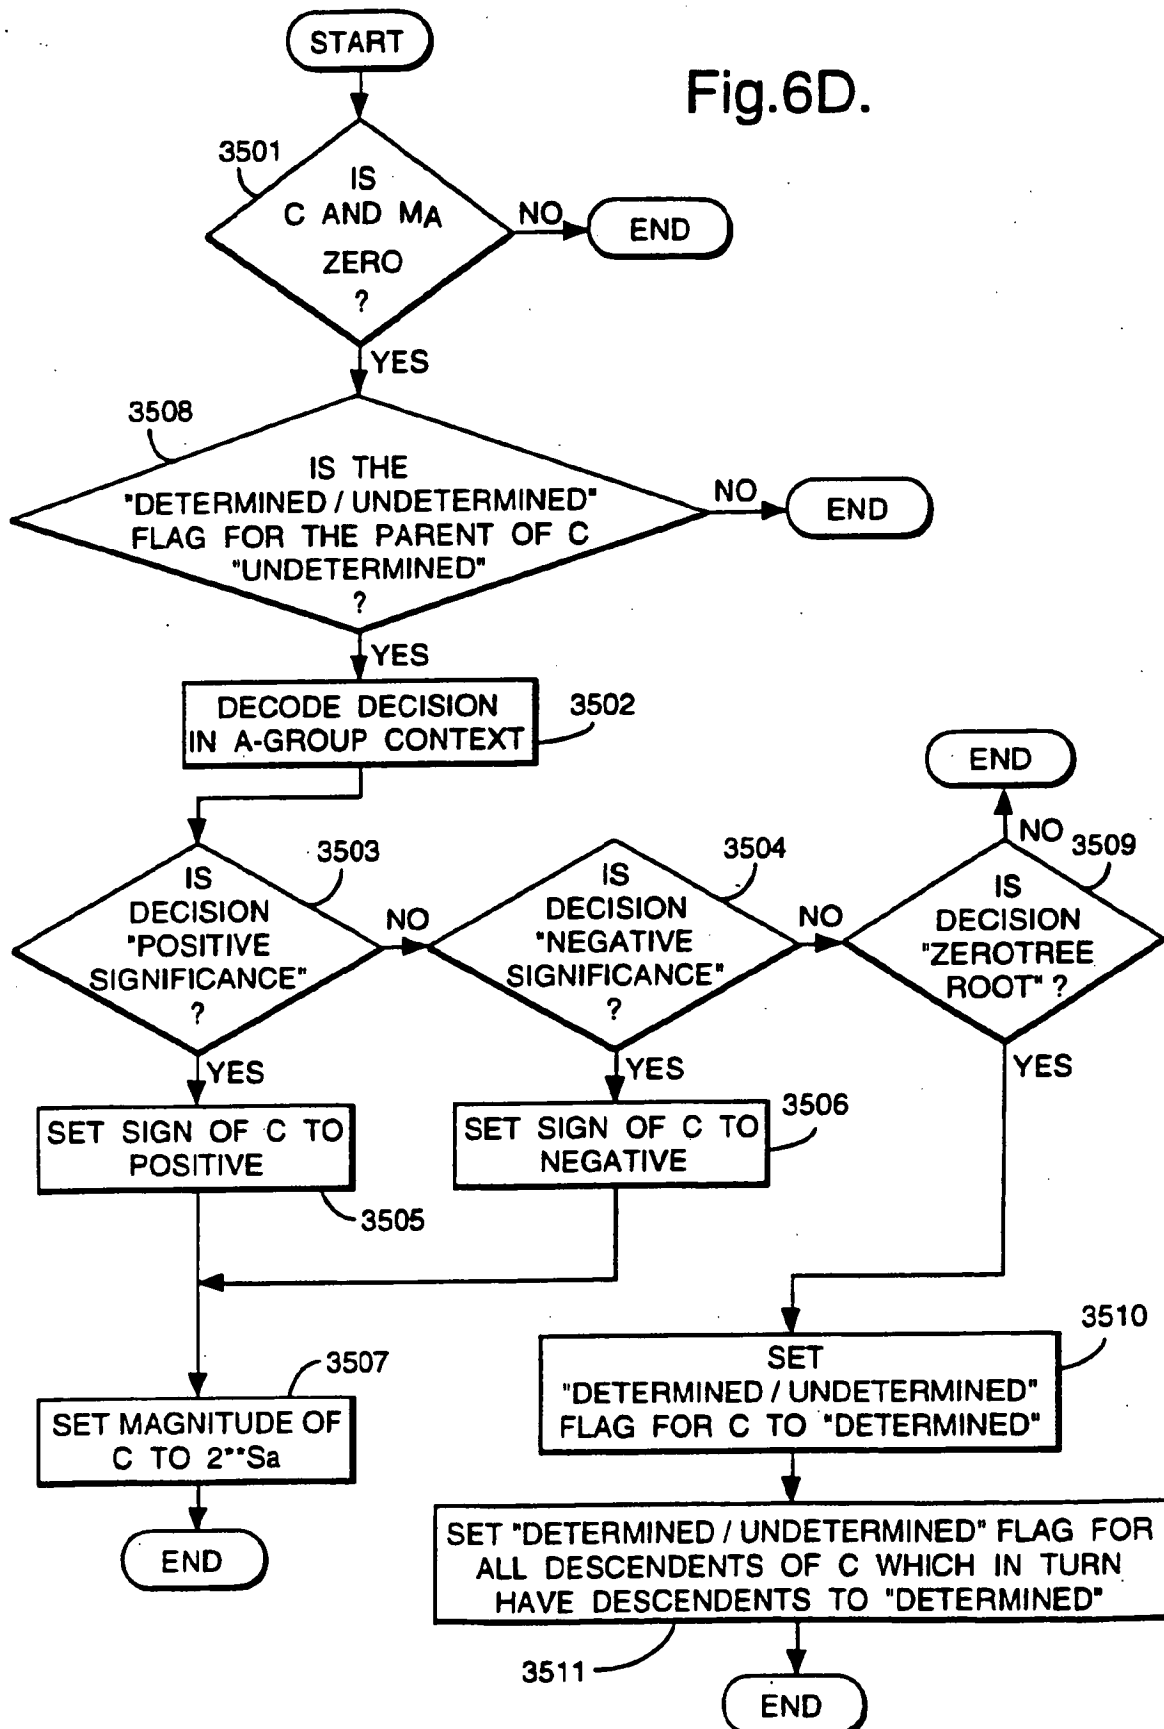 START
Fig.6D.
3501
IS
C AND MA
ZERO
?
NO
END
YES
3508
IS THE
"DETERMINED / UNDETERMINED"
FLAG FOR THE PARENT OF C
"UNDETERMINED"
?
NO
END
YES
DECODE DECISION
IN A-GROUP CONTEXT
3502
END
NO
3503
IS
DECISION
"POSITIVE
SIGNIFICANCE"
?
NO
3504
IS
DECISION
"NEGATIVE
SIGNIFICANCE"
?
NO
3509
IS
DECISION
"ZEROTREE
ROOT" ?
YES
YES
YES
SET SIGN OF C TO
POSITIVE
3505
SET SIGN OF C TO
NEGATIVE
3506
3507
SET MAGNITUDE OF
C TO 2**Sa
END
3510
SET
"DETERMINED / UNDETERMINED"
FLAG FOR C TO "DETERMINED"
SET "DETERMINED / UNDETERMINED" FLAG FOR
ALL DESCENDENTS OF C WHICH IN TURN
HAVE DESCENDENTS TO "DETERMINED"
3511
END